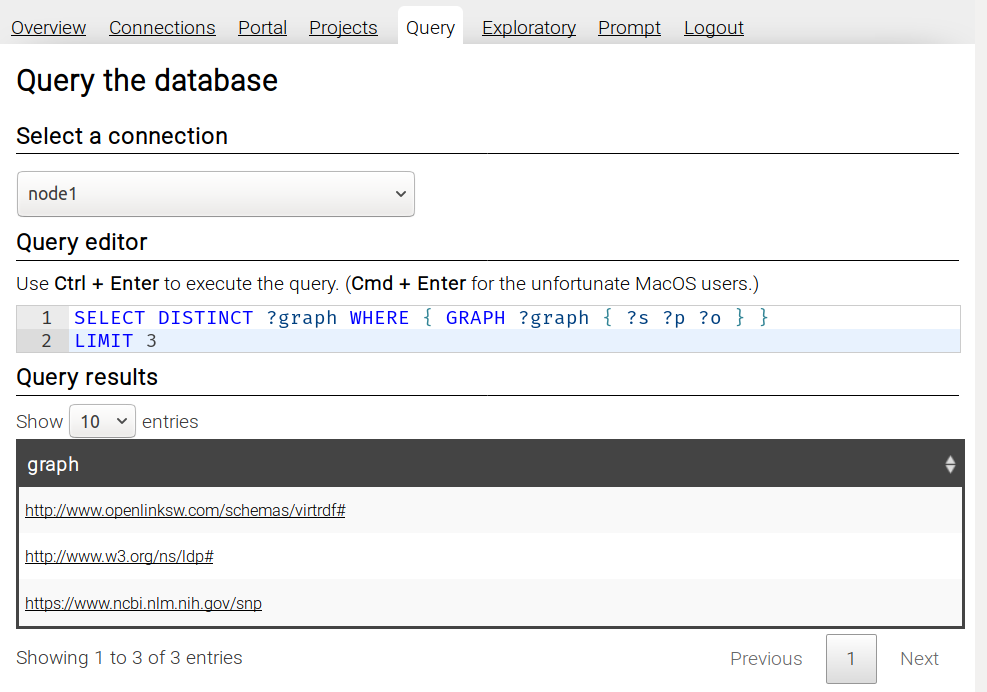 Overview Connections Portal Projects Query Exploratory Prompt Logout
Query the database
Select a connection
node1
Query editor
Use Ctrl + Enter to execute the query. (Cmd + Enter for the unfortunate MacOS users.)
1 SELECT DISTINCT ?graph WHERE { GRAPH ?graph { ?s ?p ?o } }
2 LIMIT 3
Query results
Show 10 entries
graph
http://www.openlinksw.com/schemas/virtrdf#
http://www.w3.org/ns/ldp#
https://www.ncbi.nlm.nih.gov/snp
Showing 1 to 3 of 3 entries Previous 1 Next